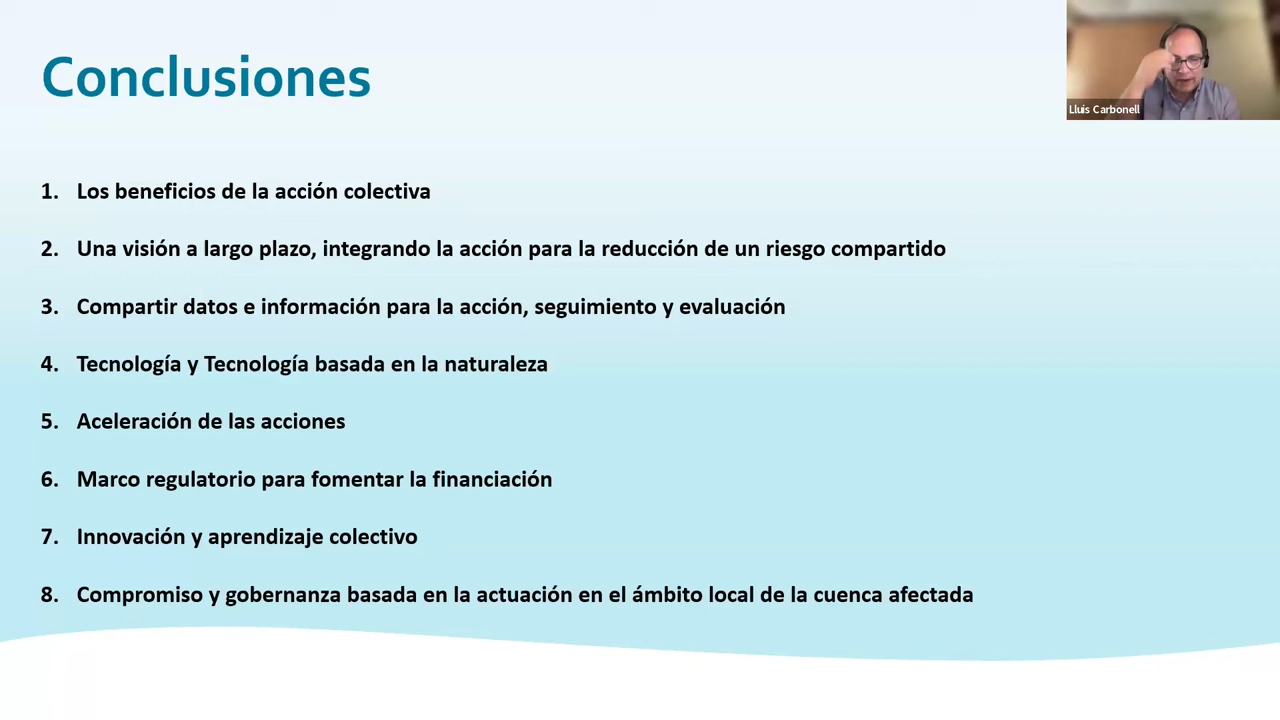 Conclusiones
Lluís Carbonell
1. Los beneficios de la acción colectiva
2. Una visión a largo plazo, integrando la acción para la reducción de un riesgo compartido
3. Compartir datos e información para la acción, seguimiento y evaluación
4. Tecnología y Tecnología basada en la naturaleza
5. Aceleración de las acciones
6. Marco regulatorio para fomentar la financiación
7. Innovación y aprendizaje colectivo
8. Compromiso y gobernanza basada en la actuación en el ámbito local de la cuenca afectada